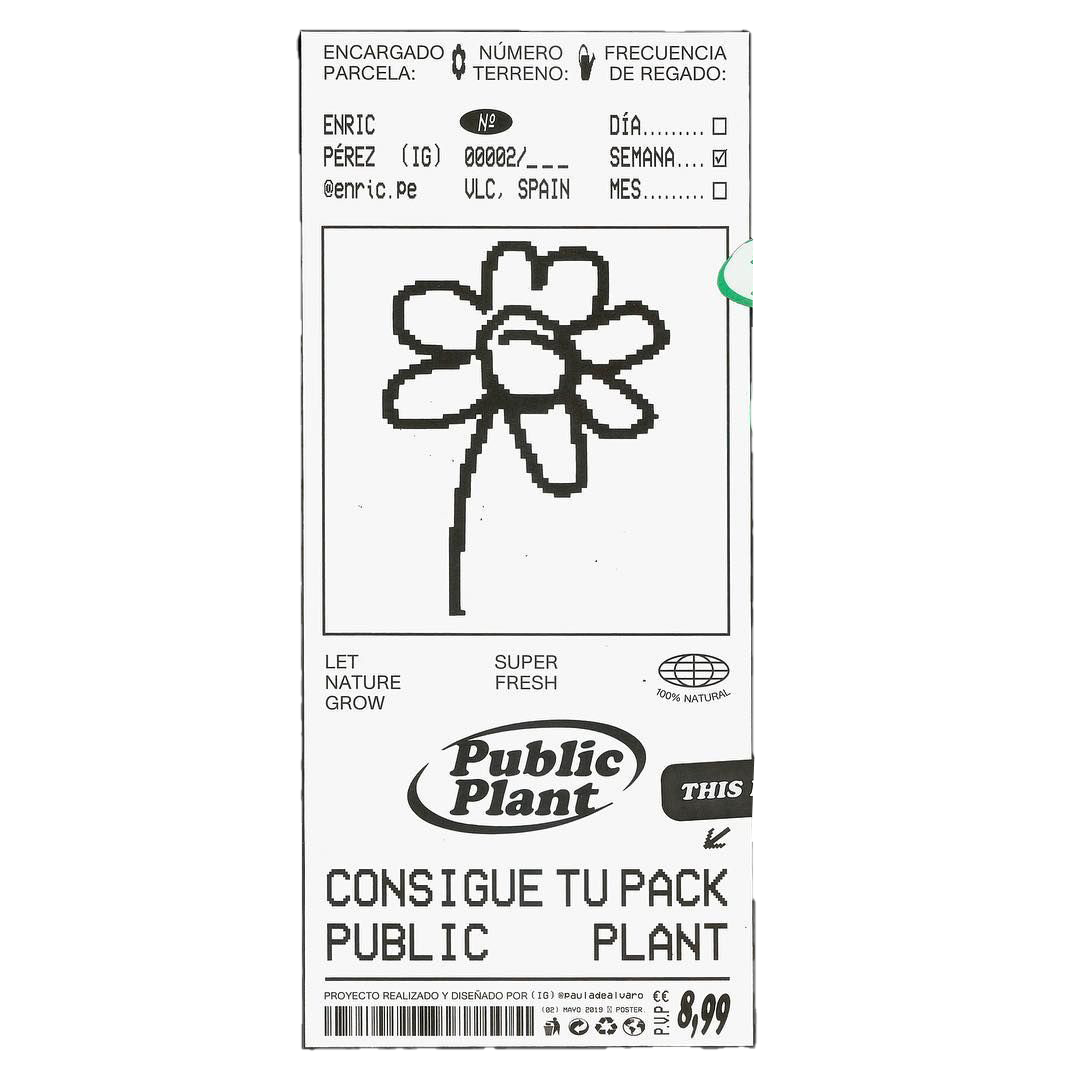 ENCARGADO
PARCELA:
NÚMERO
TERRENO:
FRECUENCIA
DE REGADO:
ENRIC
PÉREZ (IG)
@enric.pe
Nº
00002/___
VLC, SPAIN
DÍA.........
SEMANA....
MES.........
LET
NATURE
GROW
SUPER
FRESH
100% NATURAL
Public
Plant
THIS
CONSIGUE TU PACK
PUBLIC PLANT
PROYECTO REALIZADO Y DISEÑADO POR (IG) @pauladealvaro
(02) MAYO 2019 POSTER.
P.V.P €€ 8,99